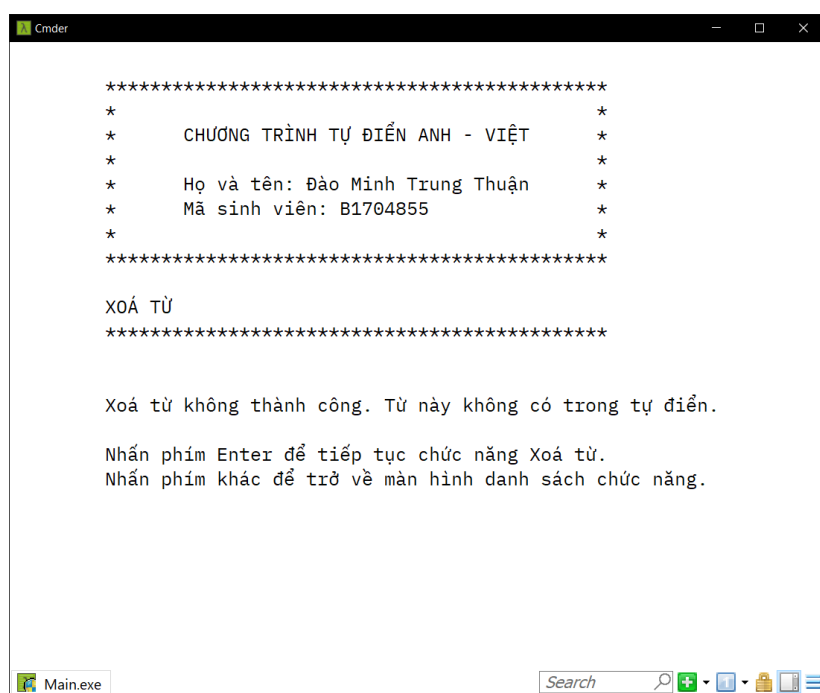 Cmder
*********************************************
* *
* CHƯƠNG TRÌNH TỰ ĐIỂN ANH - VIỆT *
* *
* Họ và tên: Đào Minh Trung Thuận *
* Mã sinh viên: B1704855 *
* *
*********************************************
XOÁ TỪ
*********************************************
Xoá từ không thành công. Từ này không có trong tự điển.
Nhấn phím Enter để tiếp tục chức năng Xoá từ.
Nhấn phím khác để trở về màn hình danh sách chức năng.
Main.exe
Search